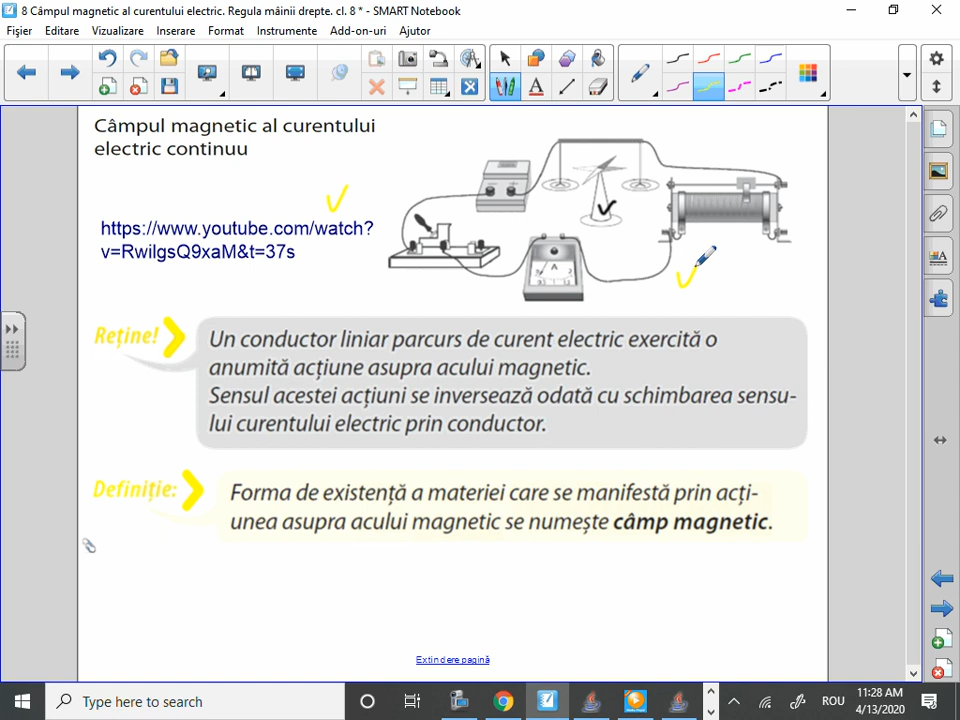 8 Câmpul magnetic al curentului electric. Regula mâinii drepte. cl. 8 * - SMART Notebook
Fișier Editare Vizualizare Inserare Format Instrumente Add-on-uri Ajutor
Câmpul magnetic al curentului
electric continuu
https://www.youtube.com/watch?
v=RwilgsQ9xaM&t=37s
A
Reține!
Un conductor liniar parcurs de curent electric exercită o
anumită acțiune asupra acului magnetic.
Sensul acestei acțiuni se inversează odată cu schimbarea sensu-
lui curentului electric prin conductor.
Definiție:
Forma de existență a materiei care se manifestă prin acți-
unea asupra acului magnetic se numește câmp magnetic.
Extindere pagină
Type here to search
ROU
11:28 AM
4/13/2020